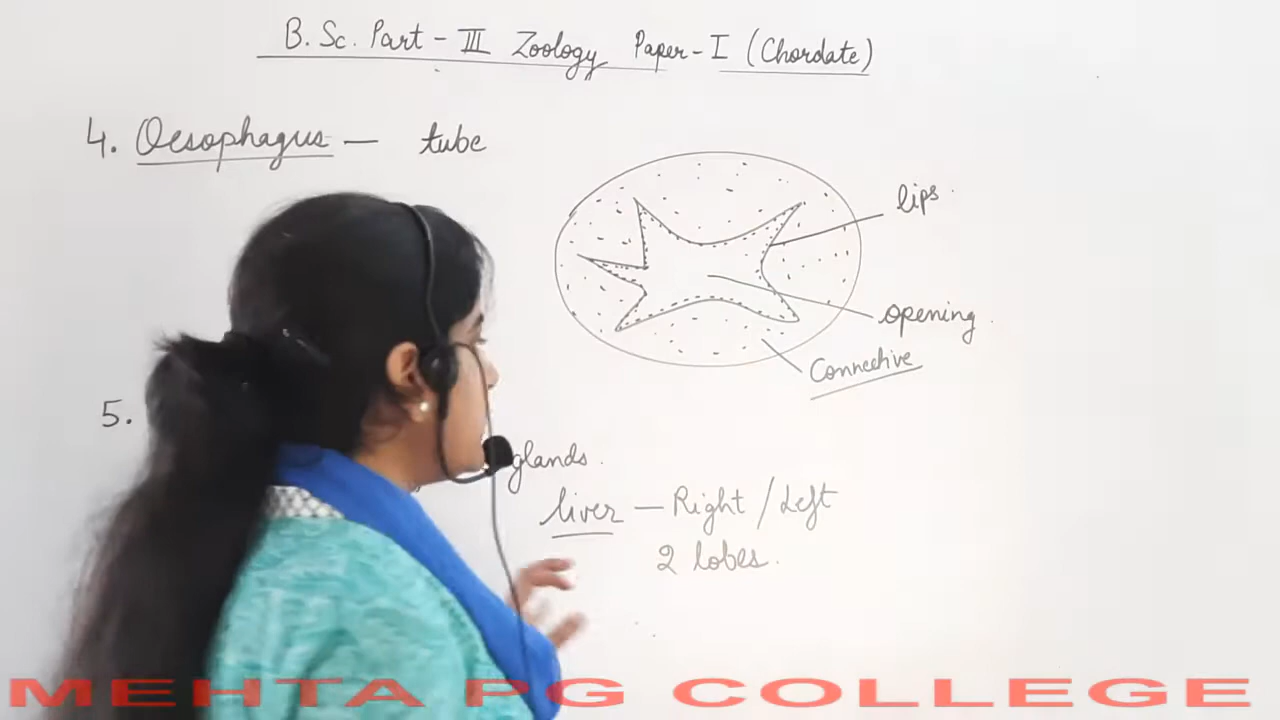 B. Sc. Part - III Zoology Paper - I (Chordate)
4. Oesophagus — tube
lips
opening
Connective
5.
glands.
liver — Right / Left
2 lobes.
MEHTA PG COLLEGE